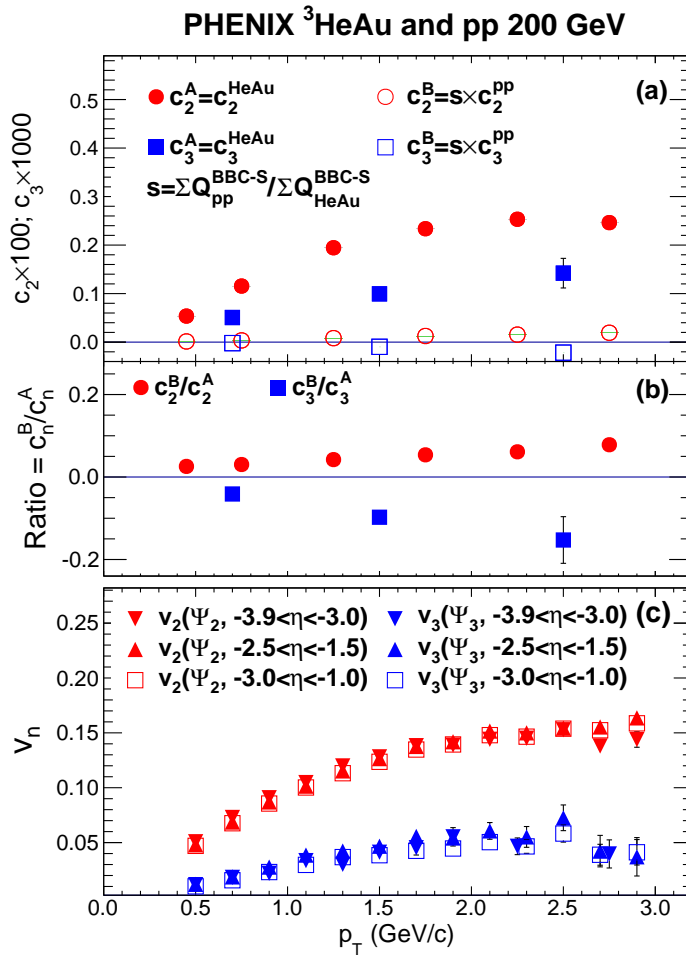 PHENIX ³HeAu and pp 200 GeV
(a)
c₂ᴬ=c₂ᴴᵉᴬᵘ
c₂ᴮ=s×c₂ᵖᵖ
c₃ᴬ=c₃ᴴᵉᴬᵘ
c₃ᴮ=s×c₃ᵖᵖ
s=ΣQ_pp^BBC-S/ΣQ_HeAu^BBC-S
c₂×100; c₃×1000
0.5
0.4
0.3
0.2
0.1
0.0
(b)
c₂ᴮ/c₂ᴬ
c₃ᴮ/c₃ᴬ
Ratio = cₙᴮ/cₙᴬ
0.2
0.0
-0.2
(c)
v₂(Ψ₂, -3.9<η<-3.0)
v₃(Ψ₃, -3.9<η<-3.0)
v₂(Ψ₂, -2.5<η<-1.5)
v₃(Ψ₃, -2.5<η<-1.5)
v₂(Ψ₂, -3.0<η<-1.0)
v₃(Ψ₃, -3.0<η<-1.0)
vₙ
0.25
0.20
0.15
0.10
0.05
0.0 0.5 1.0 1.5 2.0 2.5 3.0
p_T (GeV/c)